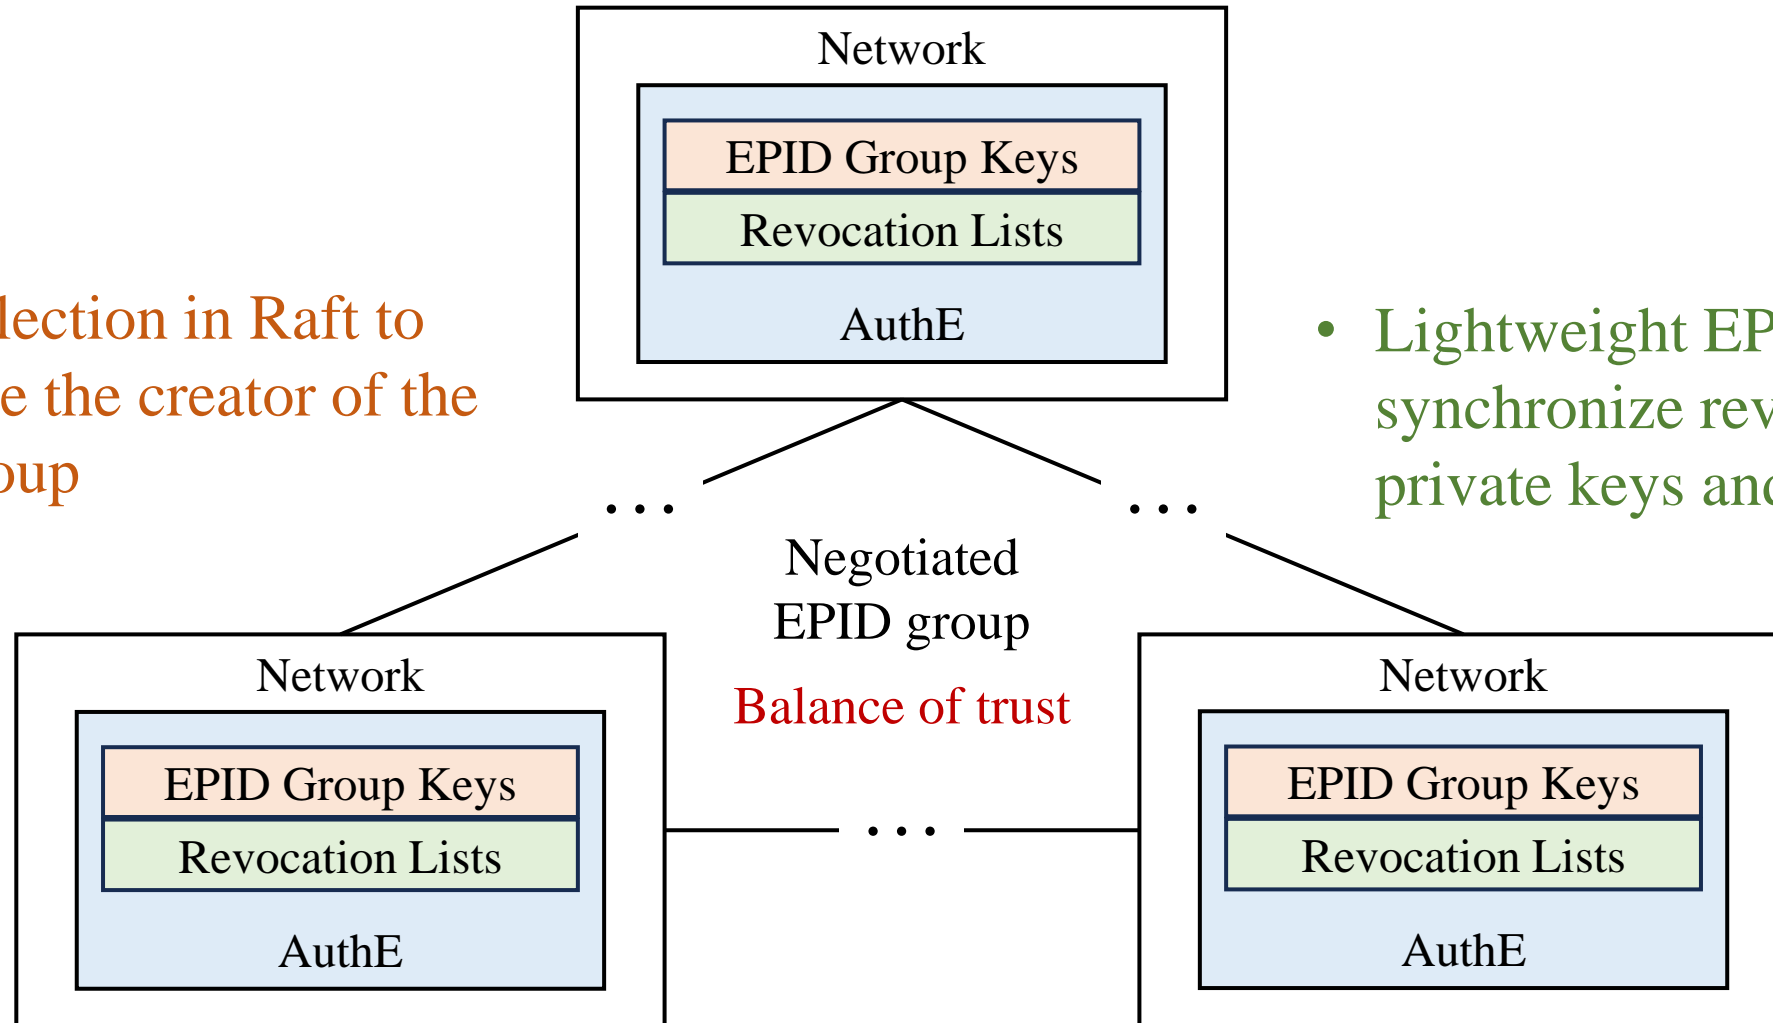 Network
EPID Group Keys
Revocation Lists
AuthE
lection in Raft to
e the creator of the
oup
• Lightweight EP
synchronize rev
private keys and
...
...
Negotiated
EPID group
Balance of trust
Network
EPID Group Keys
Revocation Lists
AuthE
...
Network
EPID Group Keys
Revocation Lists
AuthE